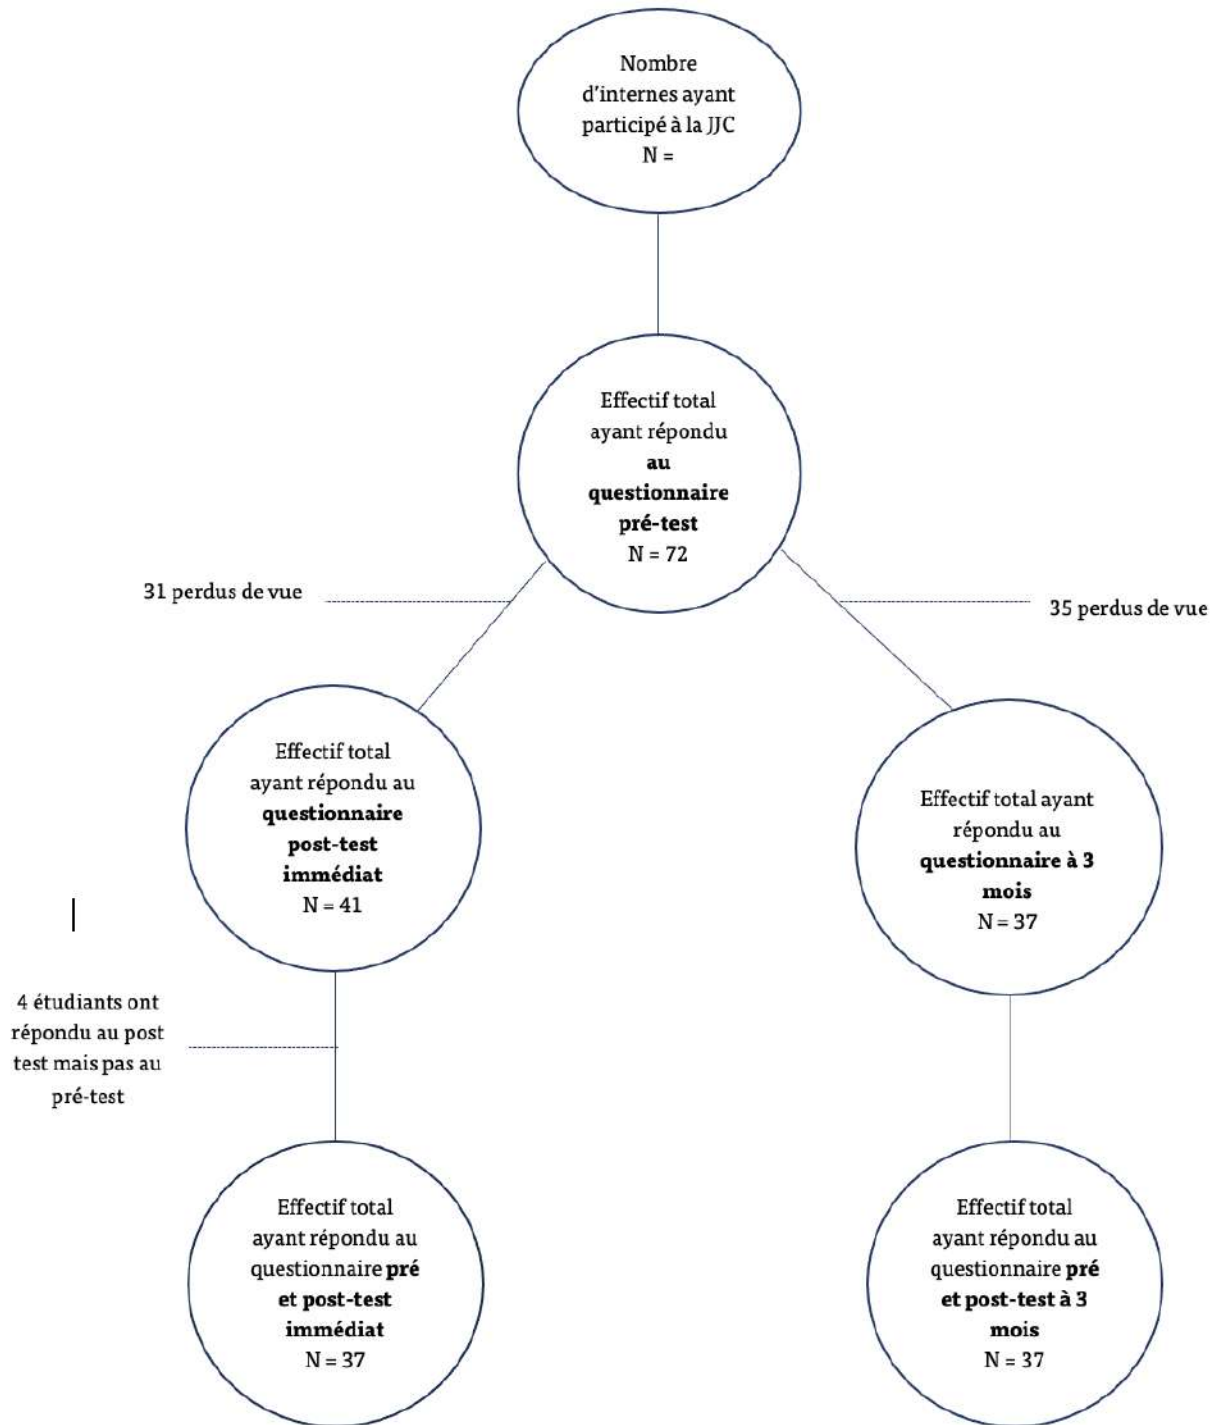 Nombre
d'internes ayant
participé à la JJC
N =
Effectif total
ayant répondu
au
questionnaire
pré-test
N = 72
31 perdus de vue
35 perdus de vue
Effectif total
ayant répondu au
questionnaire
post-test
immédiat
N = 41
Effectif total ayant
répondu au
questionnaire à 3
mois
N = 37
4 étudiants ont
répondu au post
test mais pas au
pré-test
Effectif total
ayant répondu au
questionnaire pré
et post-test
immédiat
N = 37
Effectif total
ayant répondu au
questionnaire pré
et post-test à 3
mois
N = 37